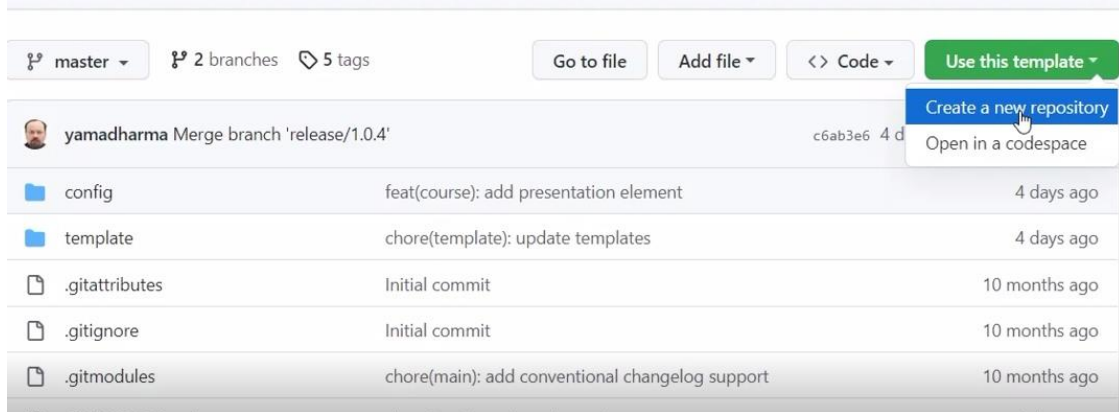 master 2 branches 5 tags Go to file Add file <> Code Use this template
Create a new repository
yamadharma Merge branch 'release/1.0.4' c6ab3e6 4 d
Open in a codespace
config feat(course): add presentation element 4 days ago
template chore(template): update templates 4 days ago
.gitattributes Initial commit 10 months ago
.gitignore Initial commit 10 months ago
.gitmodules chore(main): add conventional changelog support 10 months ago